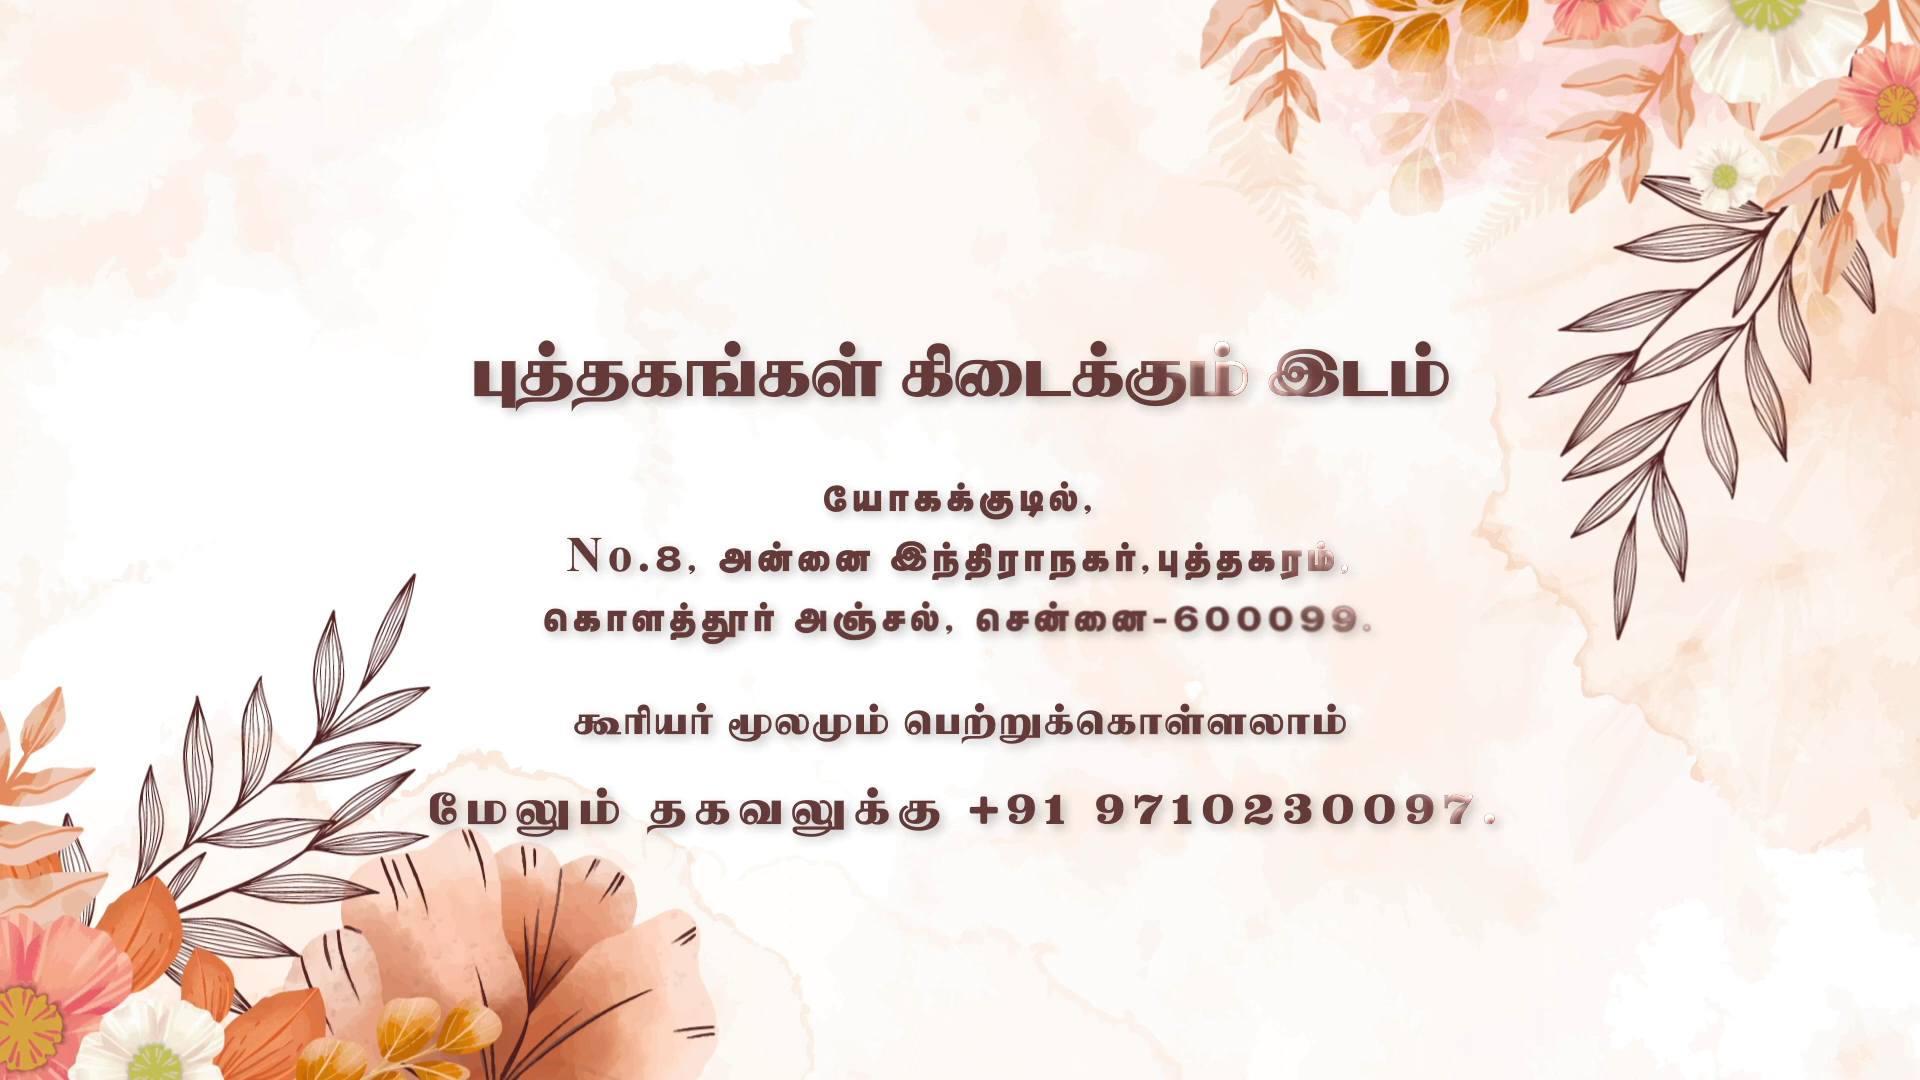 புத்தகங்கள் கிடைக்கும் இடம்
யோகக்குடில்,
No.8, அன்னை இந்திராநகர்,புத்தகரம்,
கொளத்தூர் அஞ்சல், சென்னை-600099.
கூரியர் மூலமும் பெற்றுக்கொள்ளலாம்
மேலும் தகவலுக்கு +91 9710230097.